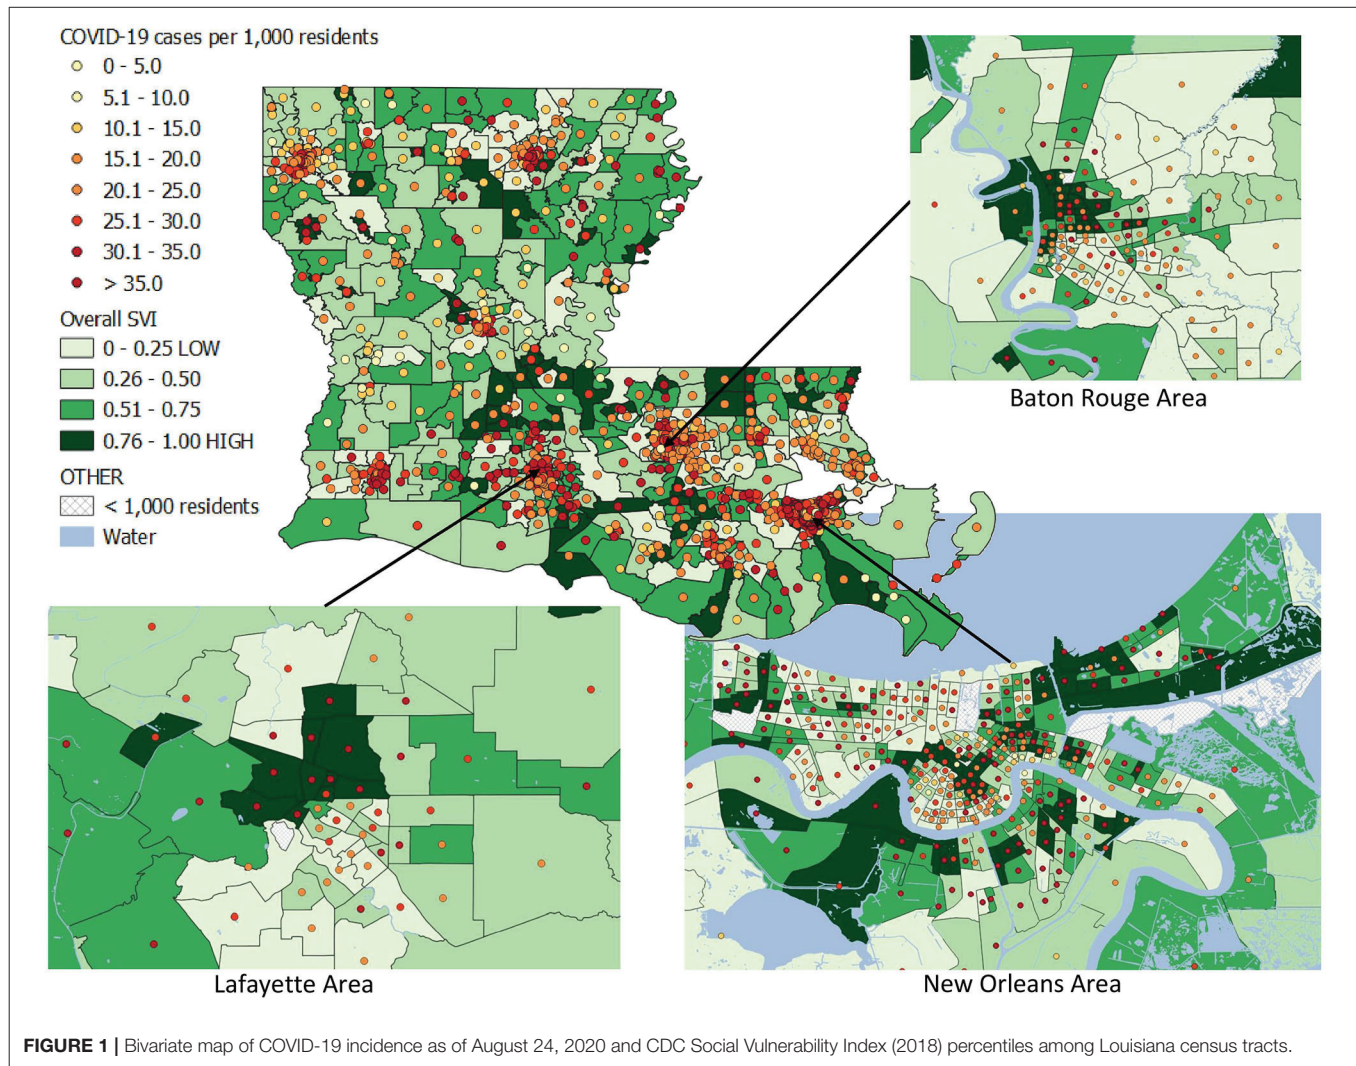 COVID-19 cases per 1,000 residents
0 - 5.0
5.1 - 10.0
10.1 - 15.0
15.1 - 20.0
20.1 - 25.0
25.1 - 30.0
30.1 - 35.0
> 35.0
Overall SVI
0 - 0.25 LOW
0.26 - 0.50
0.51 - 0.75
0.76 - 1.00 HIGH
OTHER
< 1,000 residents
Water
Baton Rouge Area
Lafayette Area
New Orleans Area
FIGURE 1 | Bivariate map of COVID-19 incidence as of August 24, 2020 and CDC Social Vulnerability Index (2018) percentiles among Louisiana census tracts.